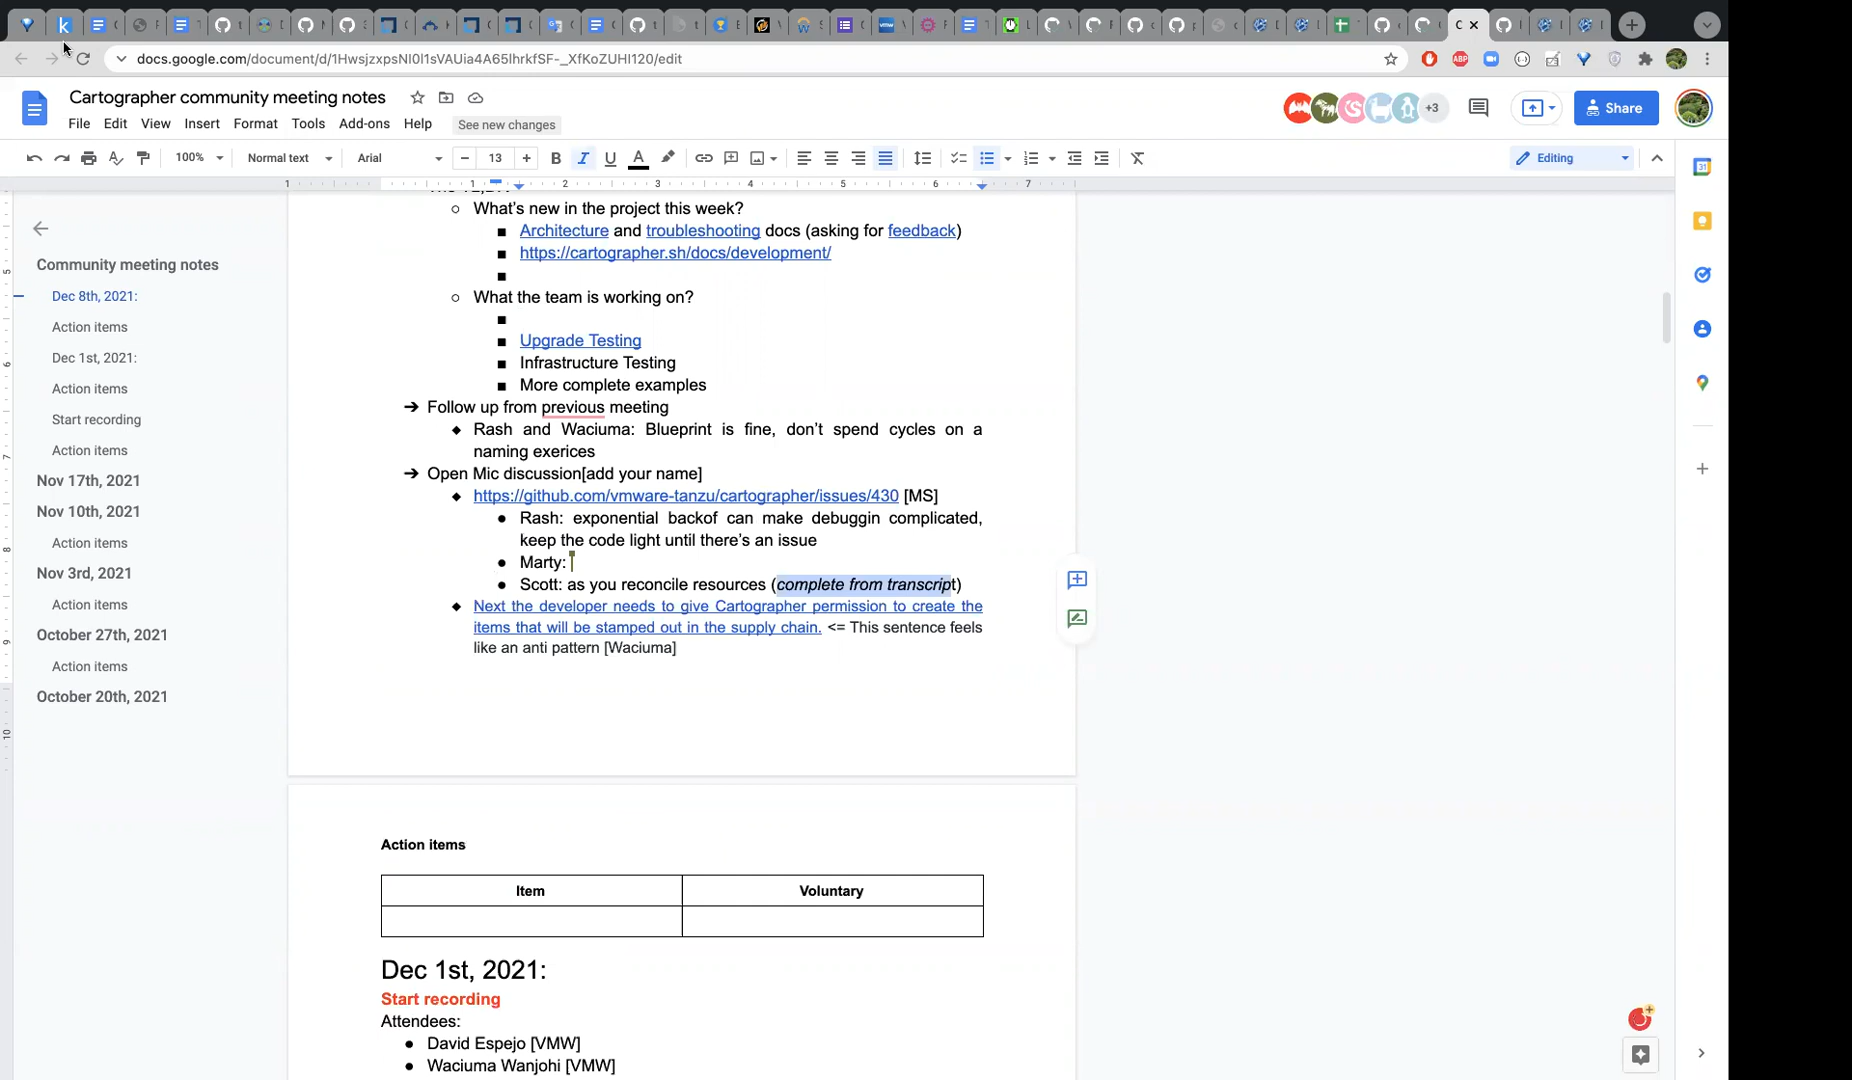 docs.google.com/document/d/1HwsjzxpsNI0I1sVAUia4A65lhrkfSF-_XfKoZUHI120/edit
Cartographer community meeting notes
+3
Share
File Edit View Insert Format Tools Add-ons Help See new changes
100% Normal text Arial 13 B I U A Editing
1 1 2 3 4 5 6 7
What's new in the project this week?
Architecture and troubleshooting docs (asking for feedback)
https://cartographer.sh/docs/development/
What the team is working on?
Upgrade Testing
Infrastructure Testing
More complete examples
Follow up from previous meeting
Rash and Waciuma: Blueprint is fine, don't spend cycles on a
naming exerices
Open Mic discussion[add your name]
https://github.com/vmware-tanzu/cartographer/issues/430 [MS]
Rash: exponential backof can make debuggin complicated,
keep the code light until there's an issue
Marty:
Scott: as you reconcile resources (complete from transcript)
Next the developer needs to give Cartographer permission to create the
items that will be stamped out in the supply chain. <= This sentence feels
like an anti pattern [Waciuma]
Action items
Item Voluntary
Dec 1st, 2021:
Start recording
Attendees:
David Espejo [VMW]
Waciuma Wanjohi [VMW]
Community meeting notes
Dec 8th, 2021:
Action items
Dec 1st, 2021:
Action items
Start recording
Action items
Nov 17th, 2021
Nov 10th, 2021
Action items
Nov 3rd, 2021
Action items
October 27th, 2021
Action items
October 20th, 2021